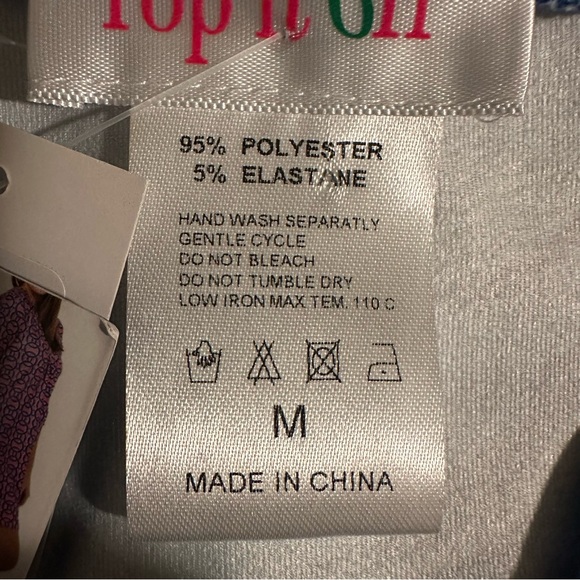 Top it Off
95% POLYESTER
5% ELASTANE
HAND WASH SEPARATLY
GENTLE CYCLE
DO NOT BLEACH
DO NOT TUMBLE DRY
LOW IRON MAX TEM. 110 C
M
MADE IN CHINA